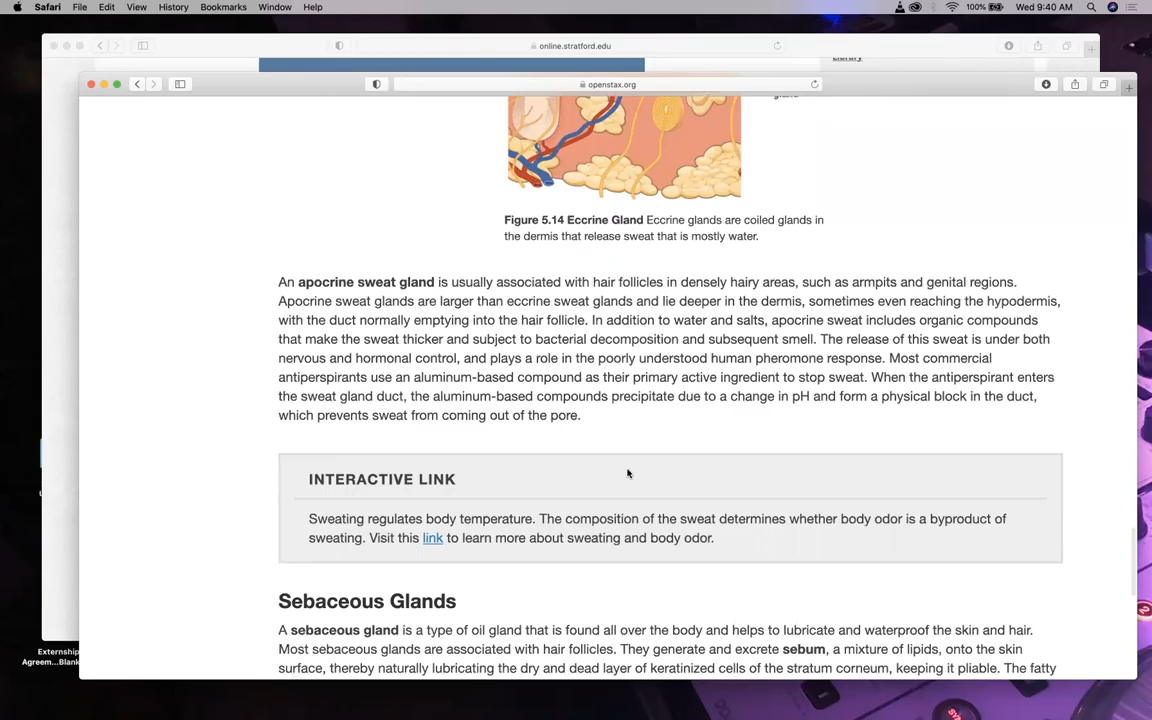 Safari File Edit View History Bookmarks Window Help 100% Wed 9:40 AM
online.stratford.edu
Library
openstax.org
gland
Figure 5.14 Eccrine Gland Eccrine glands are coiled glands in
the dermis that release sweat that is mostly water.
An apocrine sweat gland is usually associated with hair follicles in densely hairy areas, such as armpits and genital regions.
Apocrine sweat glands are larger than eccrine sweat glands and lie deeper in the dermis, sometimes even reaching the hypodermis,
with the duct normally emptying into the hair follicle. In addition to water and salts, apocrine sweat includes organic compounds
that make the sweat thicker and subject to bacterial decomposition and subsequent smell. The release of this sweat is under both
nervous and hormonal control, and plays a role in the poorly understood human pheromone response. Most commercial
antiperspirants use an aluminum-based compound as their primary active ingredient to stop sweat. When the antiperspirant enters
the sweat gland duct, the aluminum-based compounds precipitate due to a change in pH and form a physical block in the duct,
which prevents sweat from coming out of the pore.
INTERACTIVE LINK
Sweating regulates body temperature. The composition of the sweat determines whether body odor is a byproduct of
sweating. Visit this link to learn more about sweating and body odor.
Sebaceous Glands
A sebaceous gland is a type of oil gland that is found all over the body and helps to lubricate and waterproof the skin and hair.
Most sebaceous glands are associated with hair follicles. They generate and excrete sebum, a mixture of lipids, onto the skin
surface, thereby naturally lubricating the dry and dead layer of keratinized cells of the stratum corneum, keeping it pliable. The fatty
Externship
Agreem...Blank